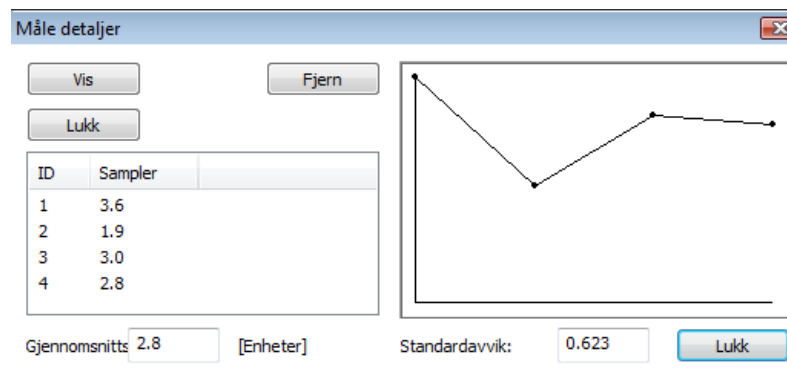 Måle detaljer
Vis
Fjern
Lukk
ID Sampler
1 3.6
2 1.9
3 3.0
4 2.8
Gjennomsnitts 2.8 [Enheter] Standardavvik: 0.623 Lukk